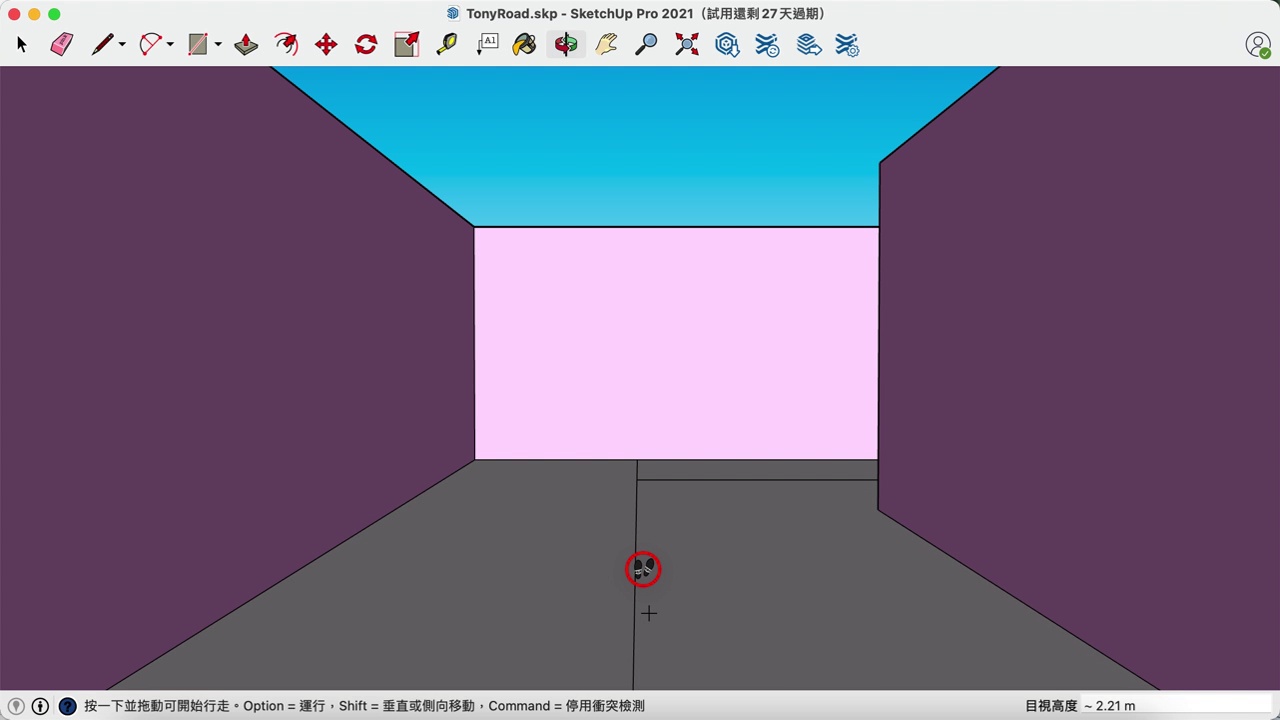 TonyRoad.skp - SketchUp Pro 2021（試用還剩 27 天過期）
A1
按一下並拖動可開始行走。Option = 運行，Shift = 垂直或側向移動，Command = 停用衝突檢測
目視高度 ~ 2.21 m